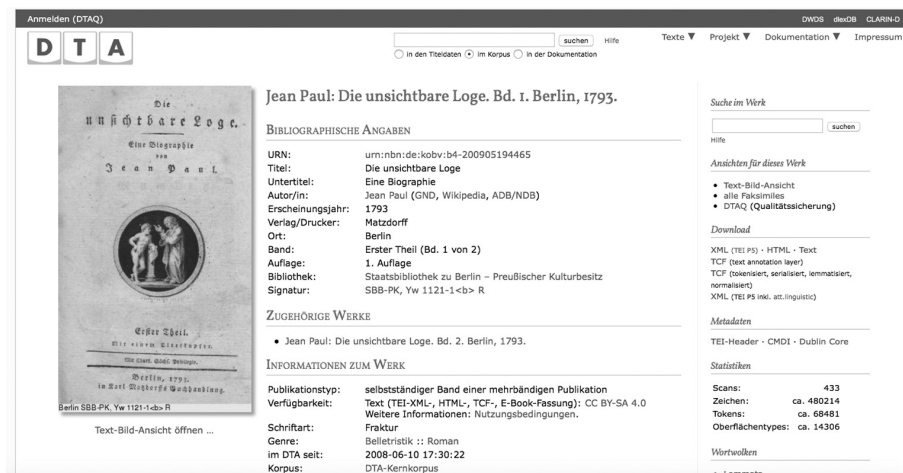 Anmelden (DTAQ)
DWDS dlexDB CLARIN-D
DTA
suchen Hilfe
in den Titeldaten im Korpus in der Dokumentation
Texte ▼ Projekt ▼ Dokumentation ▼ Impressum
Die
unsichtbare Loge.
Eine Biographie
von
Jean Paul.
Erster Theil.
Mit einem Titelkupfer.
Berlin, 1793.
in Karl Matzdorffs Buchhandlung.
Berlin SBB-PK, Yw 1121-1<b> R
Text-Bild-Ansicht öffnen ...
Jean Paul: Die unsichtbare Loge. Bd. 1. Berlin, 1793.
Bibliographische Angaben
URN: urn:nbn:de:kobv:b4-200905194465
Titel: Die unsichtbare Loge
Untertitel: Eine Biographie
Autor/in: Jean Paul (GND, Wikipedia, ADB/NDB)
Erscheinungsjahr: 1793
Verlag/Drucker: Matzdorff
Ort: Berlin
Band: Erster Theil (Bd. 1 von 2)
Auflage: 1. Auflage
Bibliothek: Staatsbibliothek zu Berlin – Preußischer Kulturbesitz
Signatur: SBB-PK, Yw 1121-1<b> R
Zugehörige Werke
• Jean Paul: Die unsichtbare Loge. Bd. 2. Berlin, 1793.
Informationen zum Werk
Publikationstyp: selbstständiger Band einer mehrbändigen Publikation
Verfügbarkeit: Text (TEI-XML-, HTML-, TCF-, E-Book-Fassung): CC BY-SA 4.0
Weitere Informationen: Nutzungsbedingungen.
Schriftart: Fraktur
Genre: Belletristik :: Roman
im DTA seit: 2008-06-10 17:30:22
Korpus: DTA-Kernkorpus
Suche im Werk
suchen
Hilfe
Ansichten für dieses Werk
• Text-Bild-Ansicht
• alle Faksimiles
• DTAQ (Qualitätssicherung)
Download
XML (TEI P5) · HTML · Text
TCF (text annotation layer)
TCF (tokenisiert, serialisiert, lemmatisiert,
normalisiert)
XML (TEI P5 inkl. att.linguistic)
Metadaten
TEI-Header · CMDI · Dublin Core
Statistiken
Scans: 433
Zeichen: ca. 480214
Tokens: ca. 68481
Oberflächentypes: ca. 14306
Wortwolken